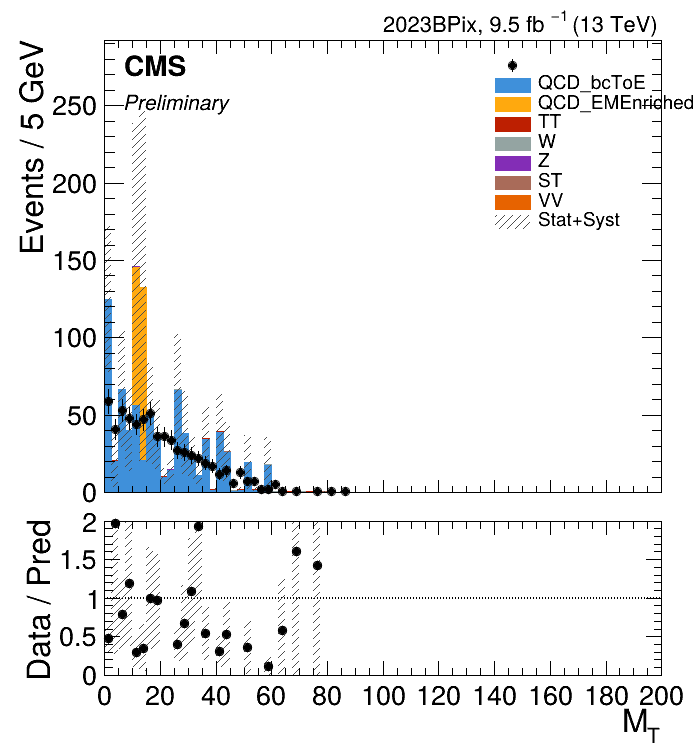 2023BPix, 9.5 fb⁻¹ (13 TeV)
CMS
Preliminary
Events / 5 GeV
250
200
150
100
50
0
QCD_bcToE
QCD_EMEnriched
TT
W
Z
ST
VV
Stat+Syst
Data / Pred
2
1.5
1
0.5
0
0 20 40 60 80 100 120 140 160 180 200
M_T